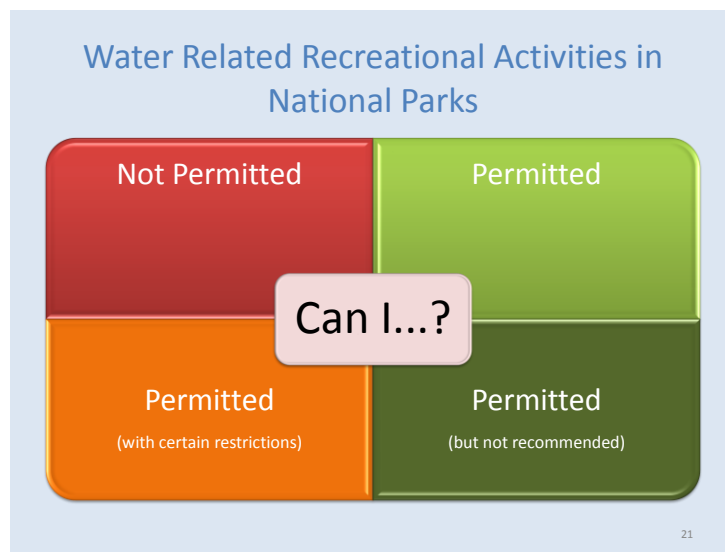 Water Related Recreational Activities in
National Parks
Not Permitted
Permitted
Can I...?
Permitted
(with certain restrictions)
Permitted
(but not recommended)
21